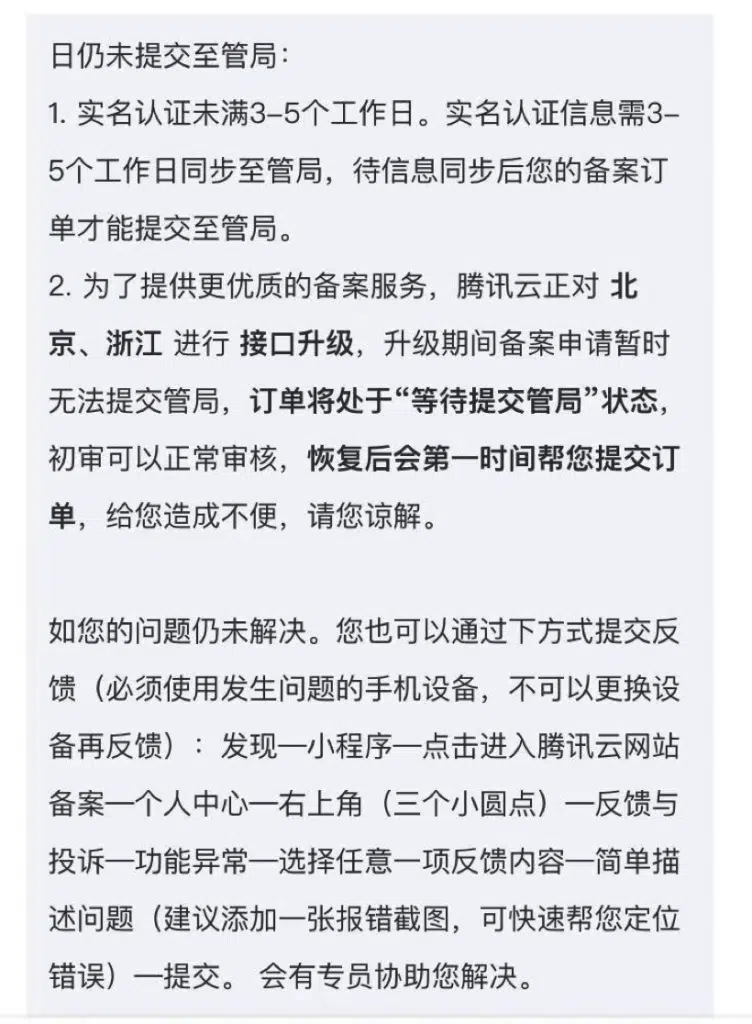 日仍未提交至管局：
1. 实名认证未满3-5个工作日。实名认证信息需3-
5个工作日同步至管局，待信息同步后您的备案订
单才能提交至管局。
2. 为了提供更优质的备案服务，腾讯云正对 北
京、浙江 进行 接口升级，升级期间备案申请暂时
无法提交管局，订单将处于“等待提交管局”状态，
初审可以正常审核，恢复后会第一时间帮您提交订
单，给您造成不便，请您谅解。
如您的问题仍未解决。您也可以通过下方式提交反
馈（必须使用发生问题的手机设备，不可以更换设
备再反馈）：发现—小程序—点击进入腾讯云网站
备案—个人中心—右上角（三个小圆点）—反馈与
投诉—功能异常—选择任意一项反馈内容—简单描
述问题（建议添加一张报错截图，可快速帮您定位
错误）—提交。 会有专员协助您解决。